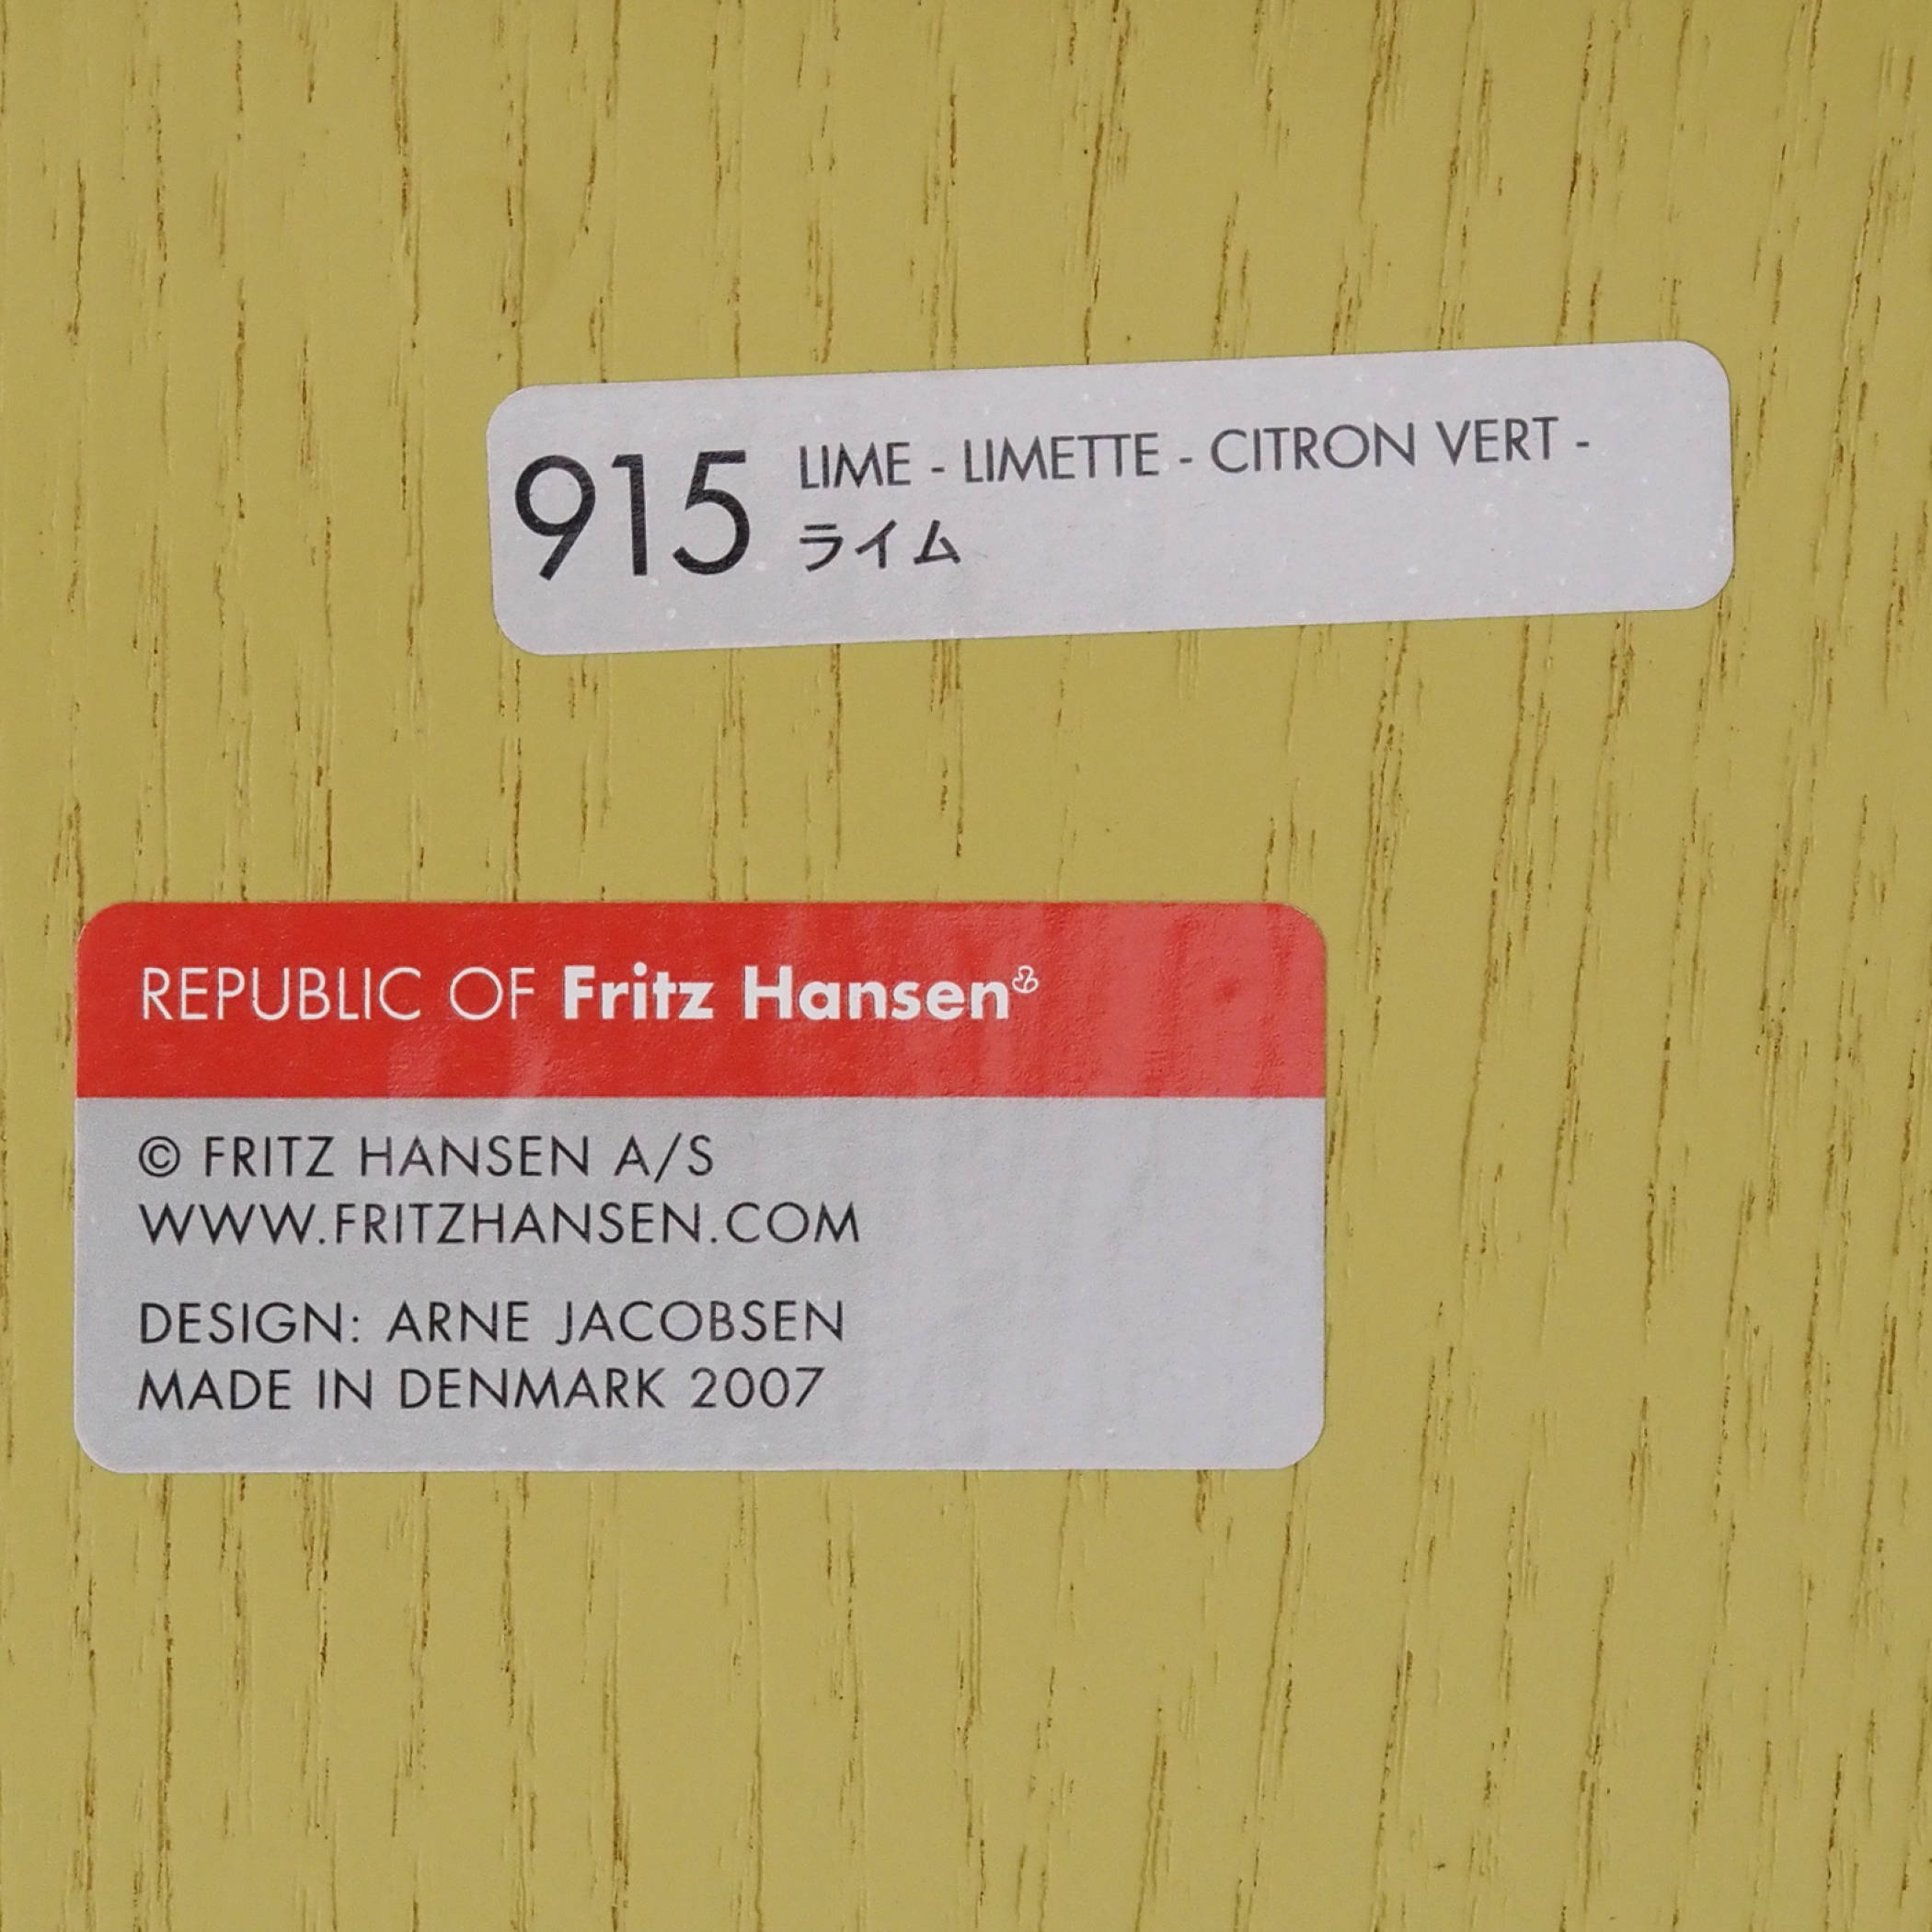 915 LIME - LIMETTE - CITRON VERT -
ライム
REPUBLIC OF Fritz Hansen
© FRITZ HANSEN A/S
WWW.FRITZHANSEN.COM
DESIGN: ARNE JACOBSEN
MADE IN DENMARK 2007